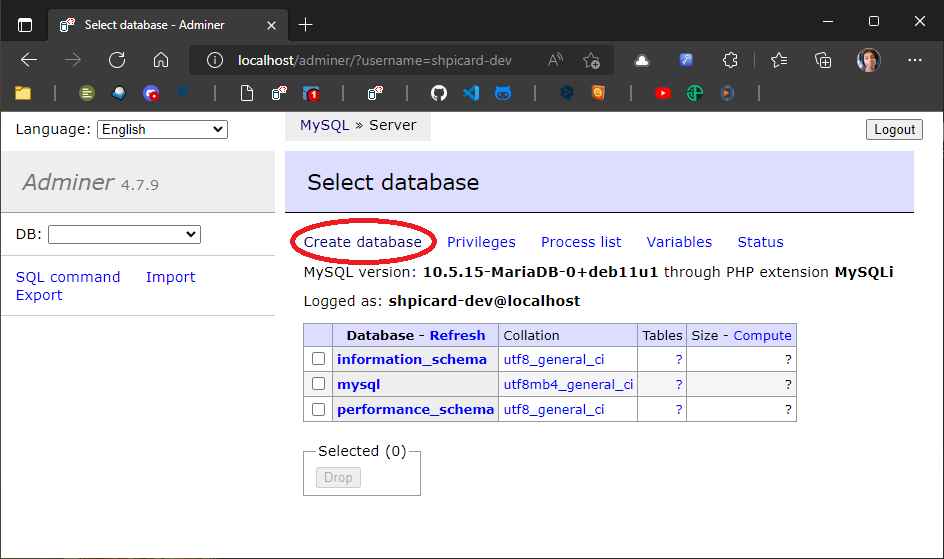 Select database - Adminer
localhost/adminer/?username=shpicard-dev
1
Language: English
MySQL » Server
Logout
Adminer 4.7.9
Select database
DB:
Create database Privileges Process list Variables Status
SQL command Import
Export
MySQL version: 10.5.15-MariaDB-0+deb11u1 through PHP extension MySQLi
Logged as: shpicard-dev@localhost
Database - Refresh Collation Tables Size - Compute
information_schema utf8_general_ci ? ?
mysql utf8mb4_general_ci ? ?
performance_schema utf8_general_ci ? ?
Selected (0)
Drop